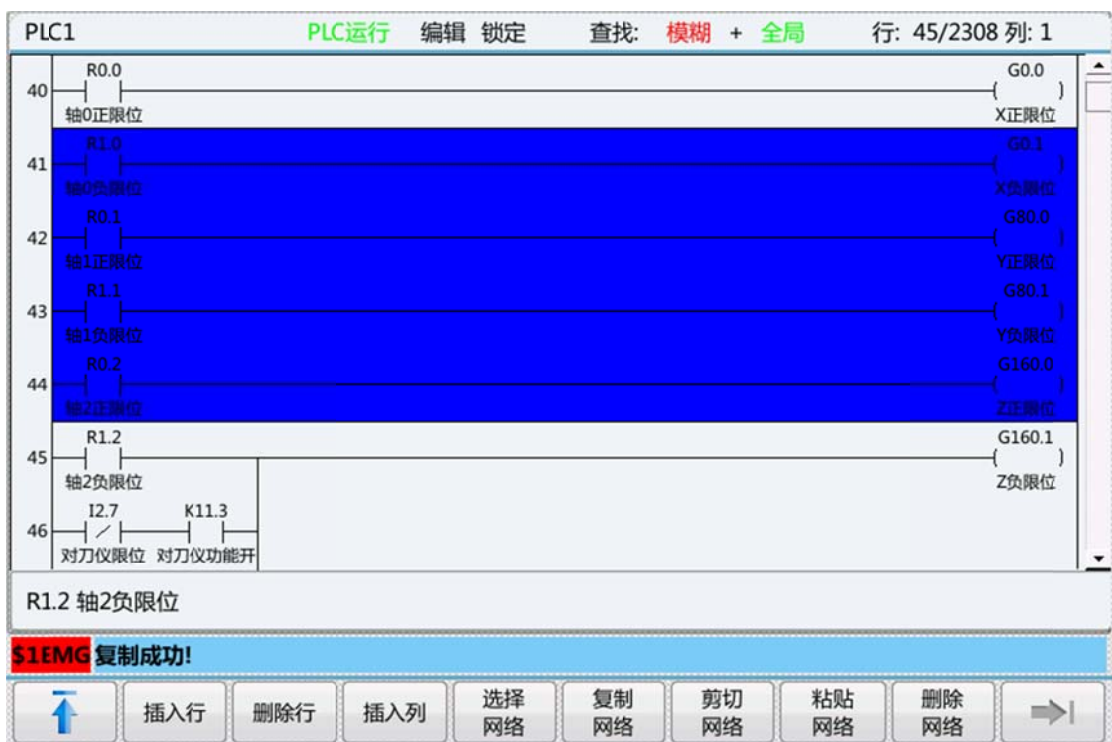 PLC1 PLC运行 编辑 锁定 查找: 模糊 + 全局 行: 45/2308 列: 1
R0.0 G0.0
40
轴0正限位 X正限位
R1.0 G0.1
41
轴0负限位 X负限位
R0.1 G80.0
42
轴1正限位 Y正限位
R1.1 G80.1
43
轴1负限位 Y负限位
R0.2 G160.0
44
轴2正限位 Z正限位
R1.2 G160.1
45
轴2负限位 Z负限位
I2.7 K11.3
46
对刀仪限位 对刀仪功能开
R1.2 轴2负限位
$1EMG 复制成功!
插入行 删除行 插入列 选择网络 复制网络 剪切网络 粘贴网络 删除网络